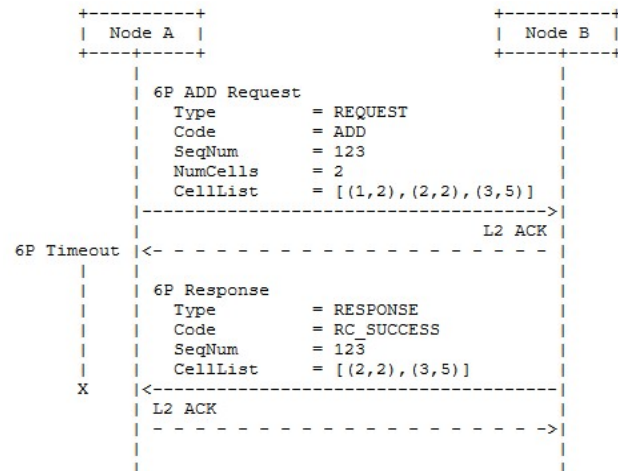 Node A Node B
6P ADD Request
Type = REQUEST
Code = ADD
SeqNum = 123
NumCells = 2
CellList = [(1,2),(2,2),(3,5)]
L2 ACK
6P Timeout
6P Response
Type = RESPONSE
Code = RC_SUCCESS
SeqNum = 123
CellList = [(2,2),(3,5)]
X
L2 ACK